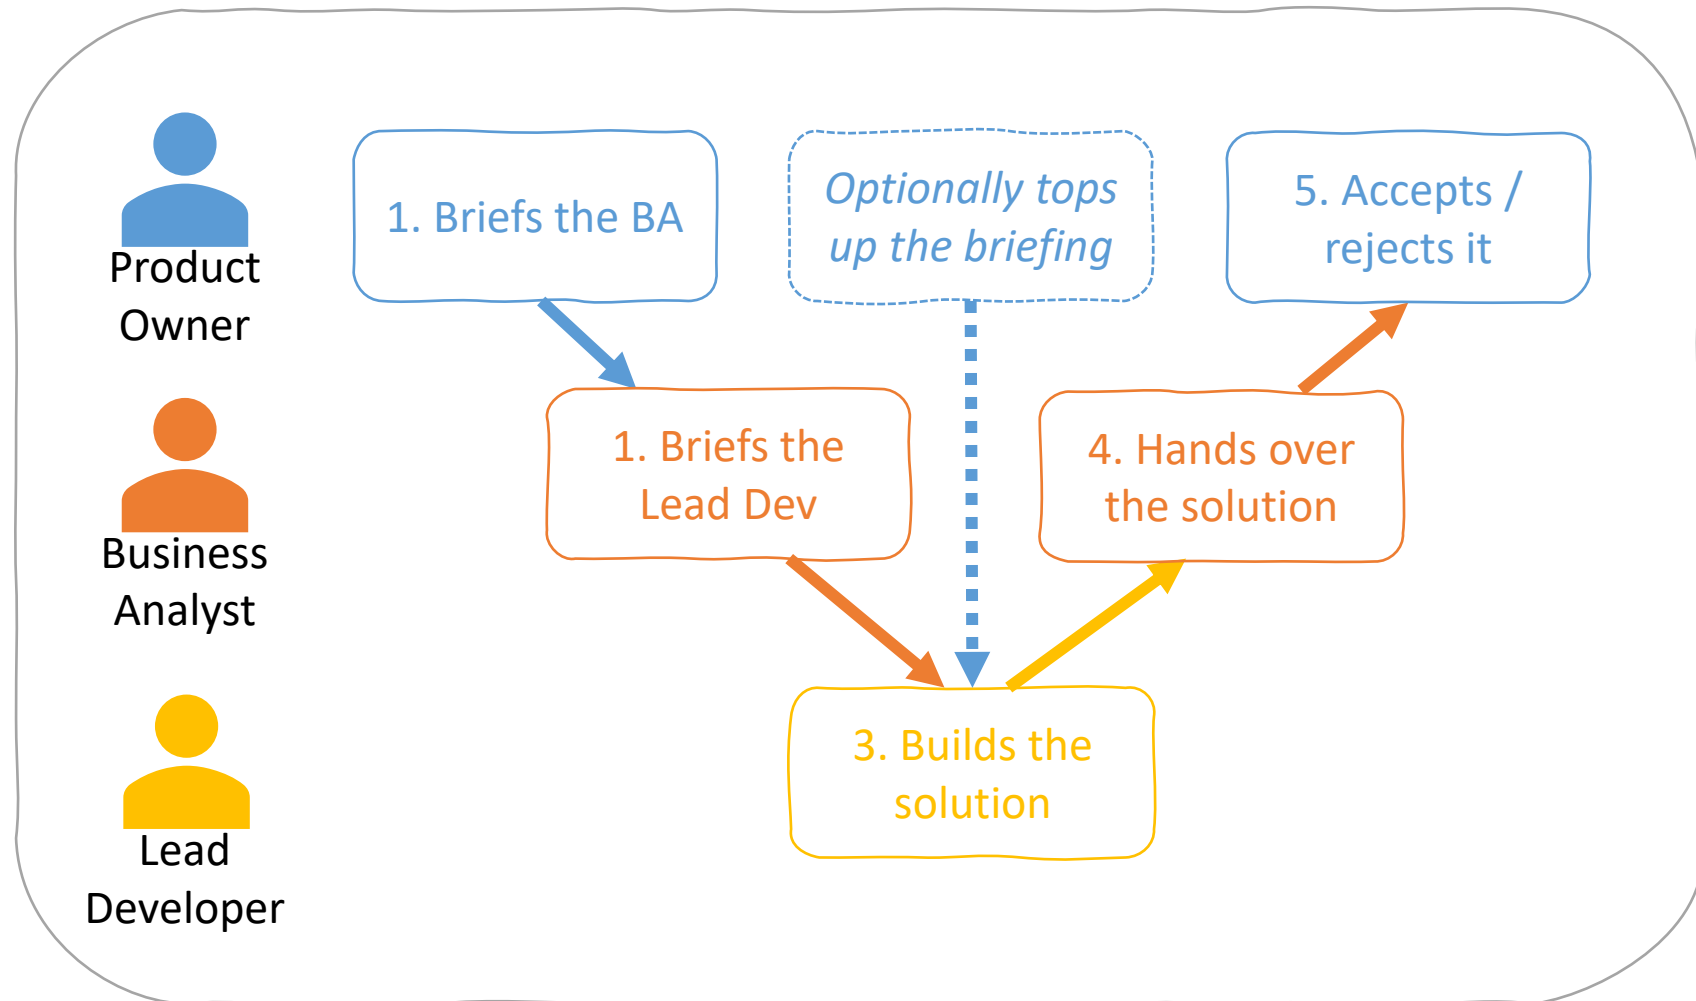 Product
Owner
1. Briefs the BA
Optionally tops
up the briefing
5. Accepts /
rejects it
Business
Analyst
1. Briefs the
Lead Dev
4. Hands over
the solution
Lead
Developer
3. Builds the
solution